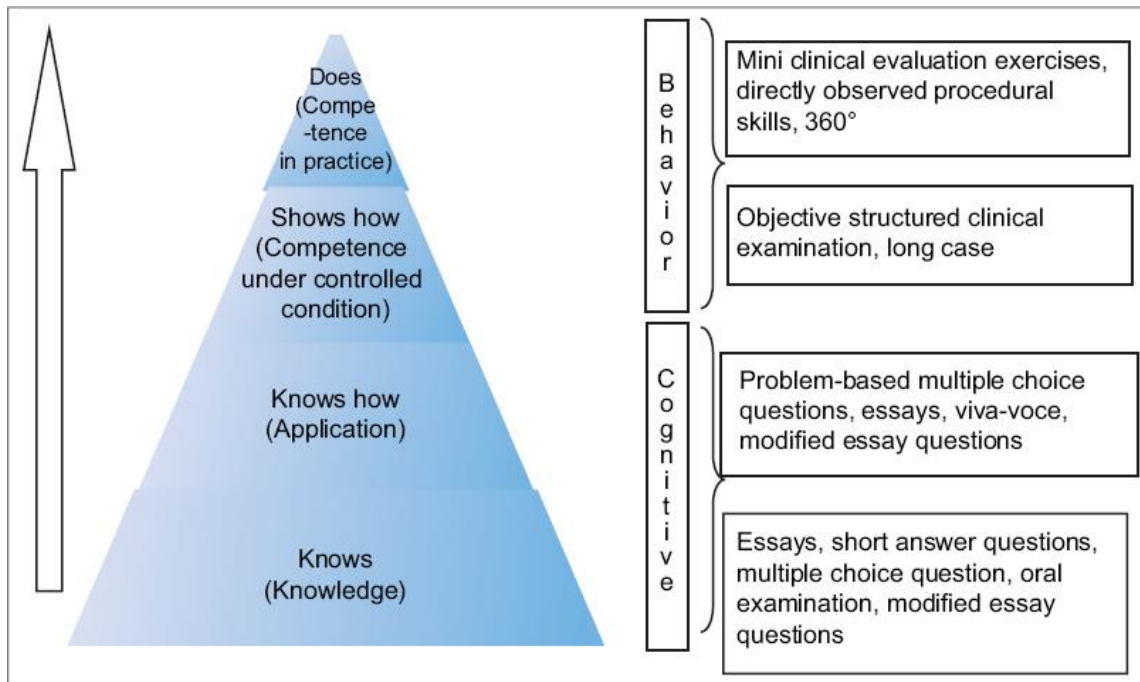 Does
(Compe
-tence
in practice)
Shows how
(Competence
under controlled
condition)
Knows how
(Application)
Knows
(Knowledge)
Behavior
Cognitive
Mini clinical evaluation exercises,
directly observed procedural
skills, 360°
Objective structured clinical
examination, long case
Problem-based multiple choice
questions, essays, viva-voce,
modified essay questions
Essays, short answer questions,
multiple choice question, oral
examination, modified essay
questions